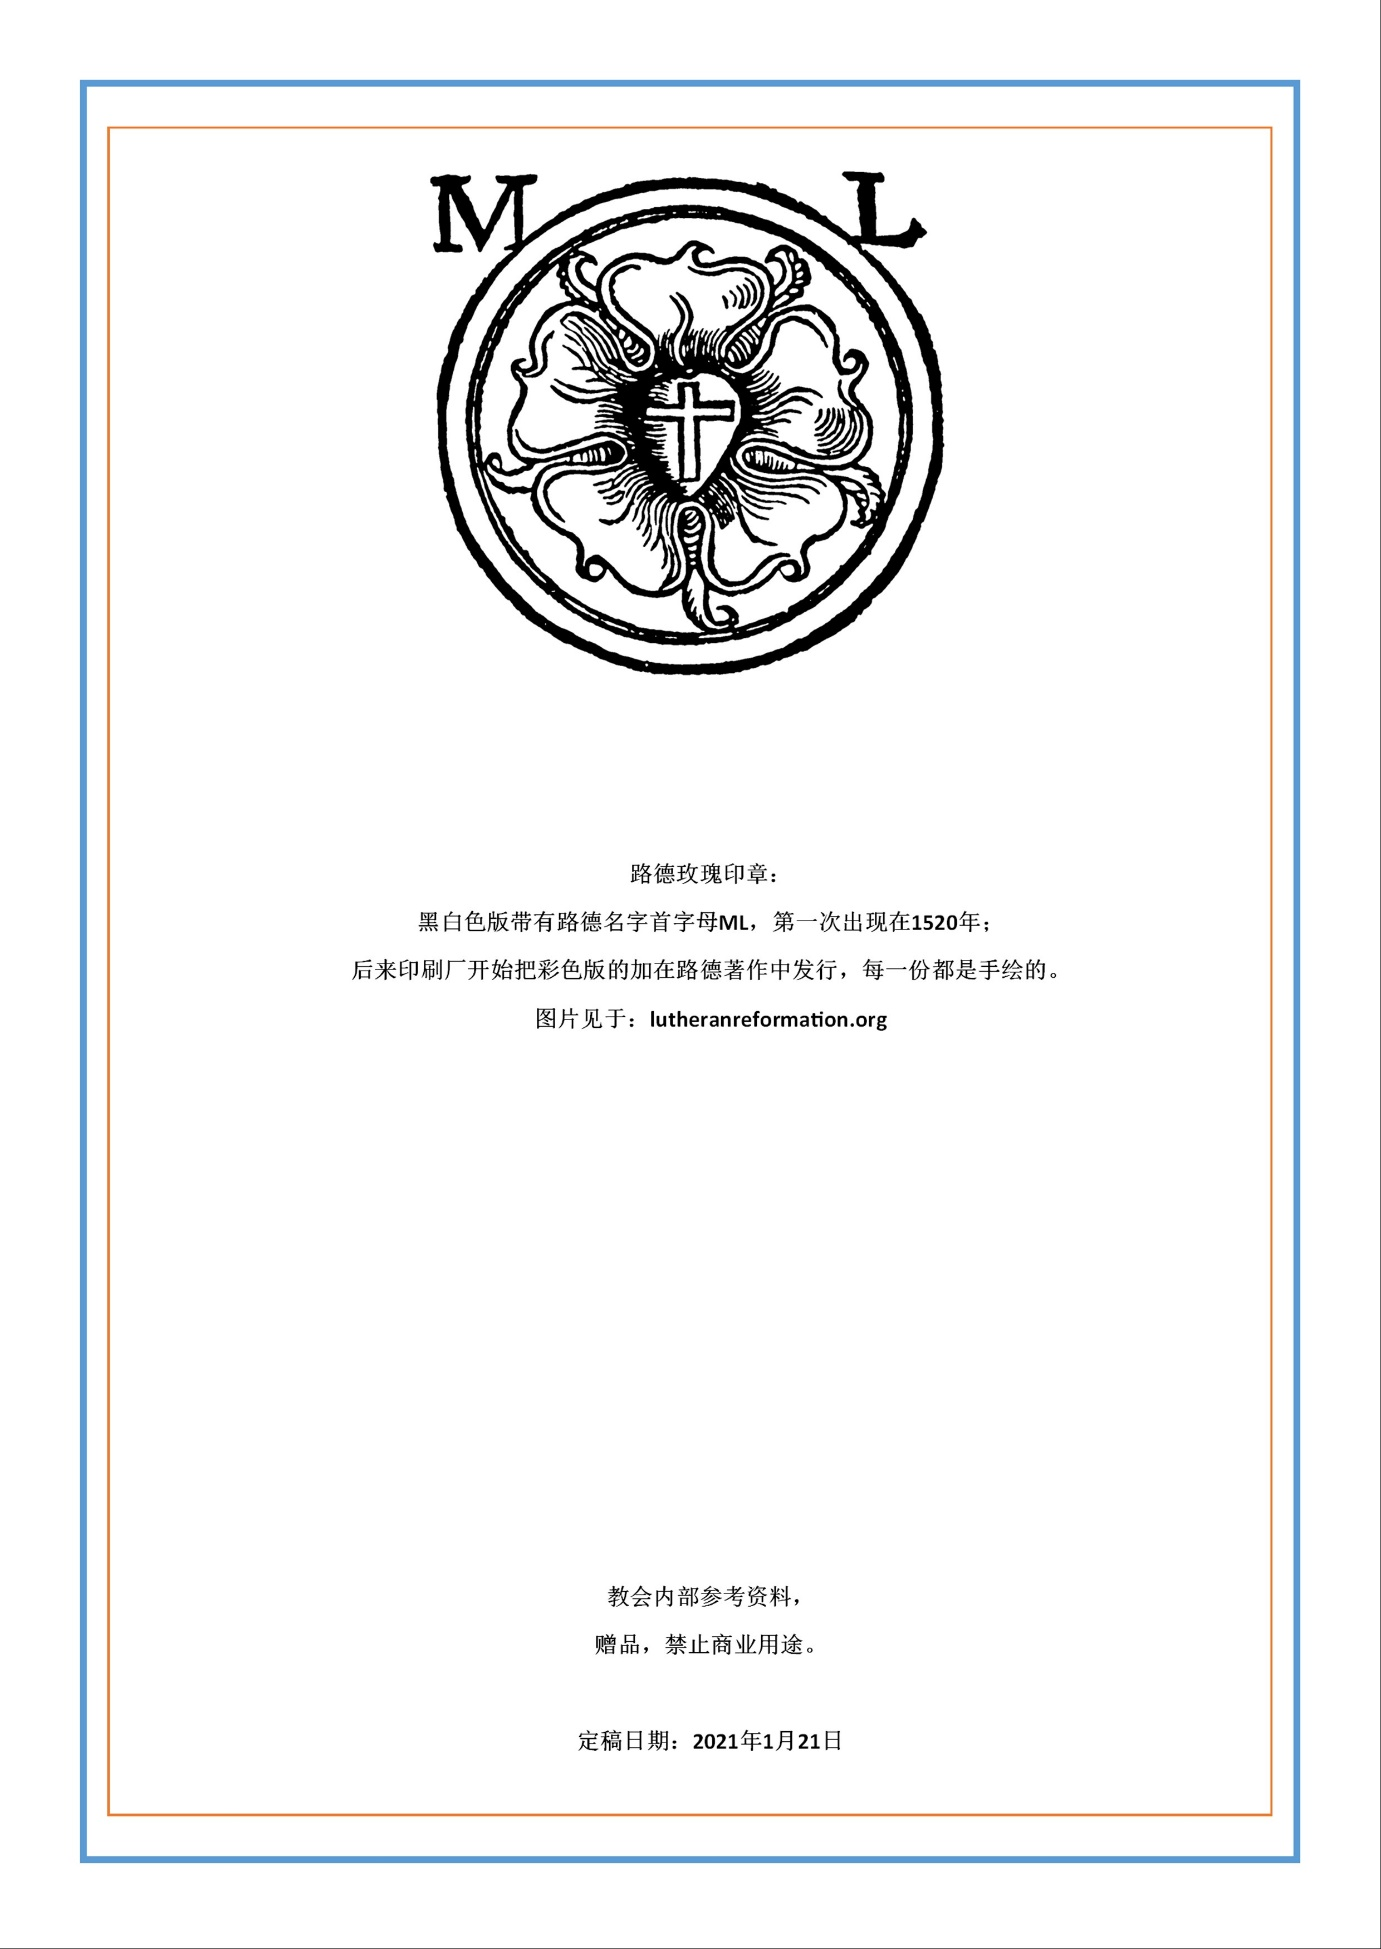 M L
路德玫瑰印章：
黑白色版带有路德名字首字母ML，第一次出现在1520年；
后来印刷厂开始把彩色版的加在路德著作中发行，每一份都是手绘的。
图片见于：lutheranreformation.org
教会内部参考资料，
赠品，禁止商业用途。
定稿日期：2021年1月21日